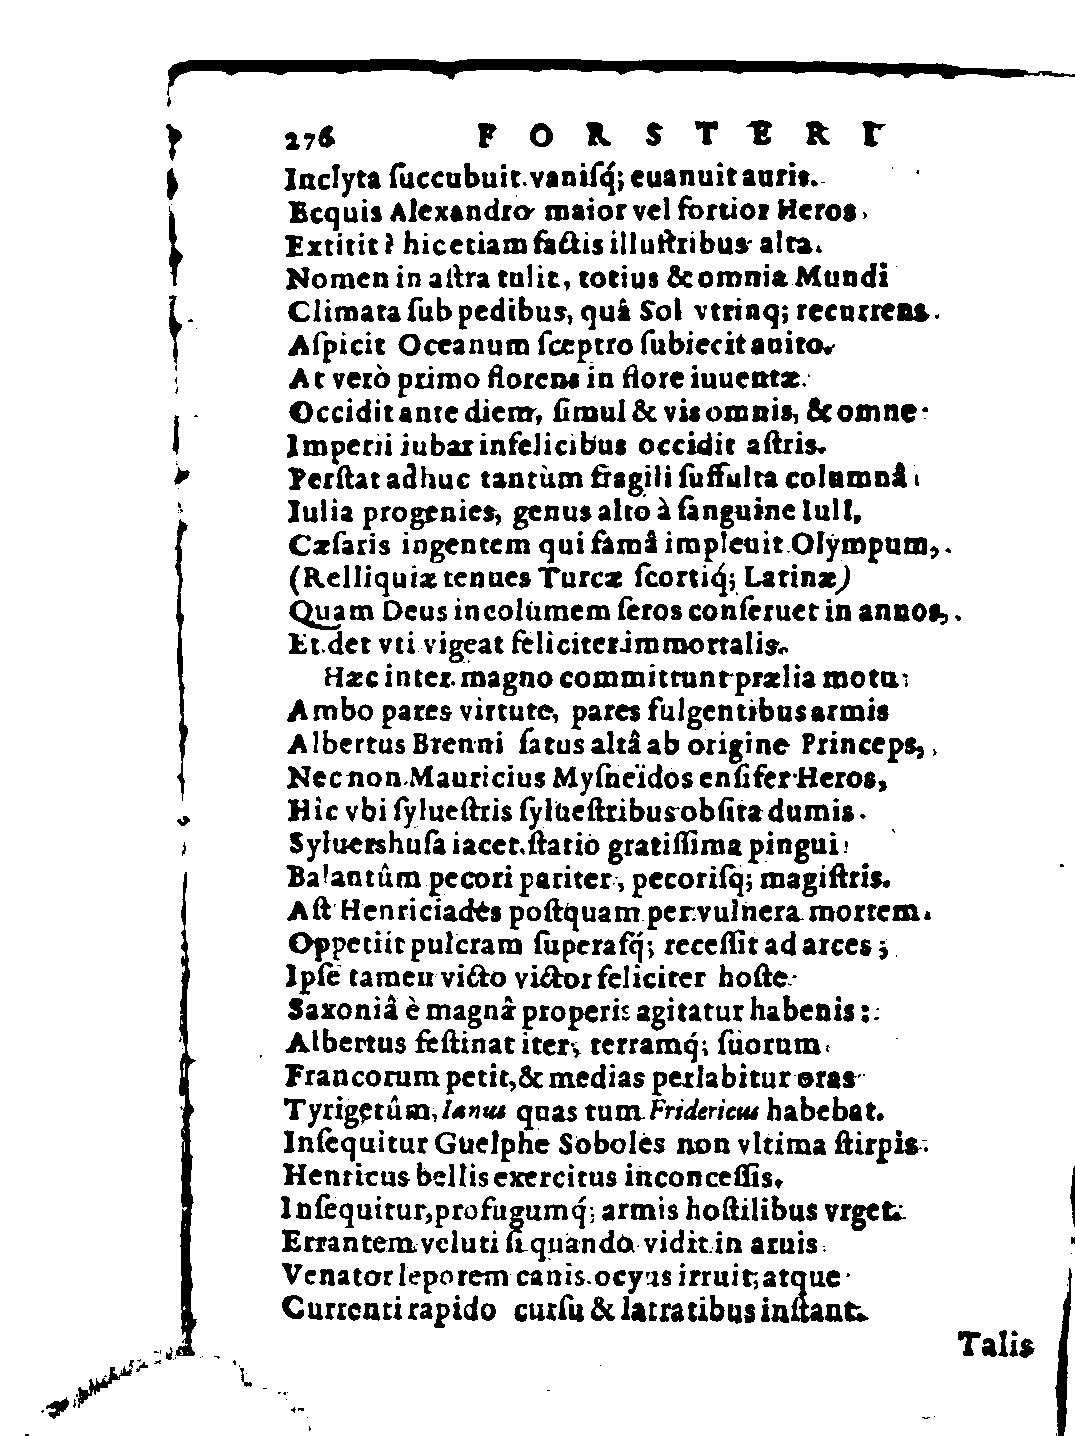 276 FORSTERI
Inclyta ſuccubuit vaniſq́; euanuit auris.
Ecquis Alexandro maior vel fortior Heros,
Extitit? hic etiam factis illuſtribus alta
Nomen in aſtra tulit, totius & omnia Mundi
Climata ſub pedibus, quâ Sol vtrinq; recurrens
Aſpicit Oceanum ſceptro ſubiecit auito.
At verò primo florens in flore iuuentæ
Occidit ante diem, ſimul & vis omnis, & omne
Imperii iubar infelicibus occidit aſtris.
Perſtat adhuc tantùm fragili ſuffulta columnâ
Iulia progenies, genus alto à ſanguine Iulî,
Cæſaris ingentem qui famâ impleuit Olympum,
(Relliquiæ tenues Turcæ ſcortiq́; Latinæ)
Quam Deus incolumem ſeros conſeruet in annos,
Et det vti vigeat feliciter immortalis.
Hæc inter magno committunt prælia motu
Ambo pares virtute, pares fulgentibus armis
Albertus Brenni ſatus altâ ab origine Princeps,
Nec non Mauricius Myſneïdos enſifer Heros,
Hic vbi ſylueſtris ſylueſtribus obſita dumis
Syluershuſa iacet, ſtatio gratiſſima pingui
Balantûm pecori pariter, pecoriſq; magiſtris.
Aſt Henriciades poſtquam per vulnera mortem
Oppetiit pulcram ſuperaſq́; receſſit ad arces;
Ipſe tamen victo victor feliciter hoſte
Saxoniâ è magnâ properis agitatur habenis:
Albertus feſtinat iter, terramq́; ſuorum
Francorum petit, & medias perlabitur oras
Tyrigetûm, Ianus quas tum Fridericus habebat.
Inſequitur Guelphe Soboles non vltima ſtirpis
Henricus bellis exercitus inconceſſis,
Inſequitur, profugumq́; armis hoſtilibus vrget.
Errantem veluti ſi quando vidit in aruis
Venator leporem canis ocyus irruit, atque
Currenti rapido curſu & latratibus inſtant.
Talis